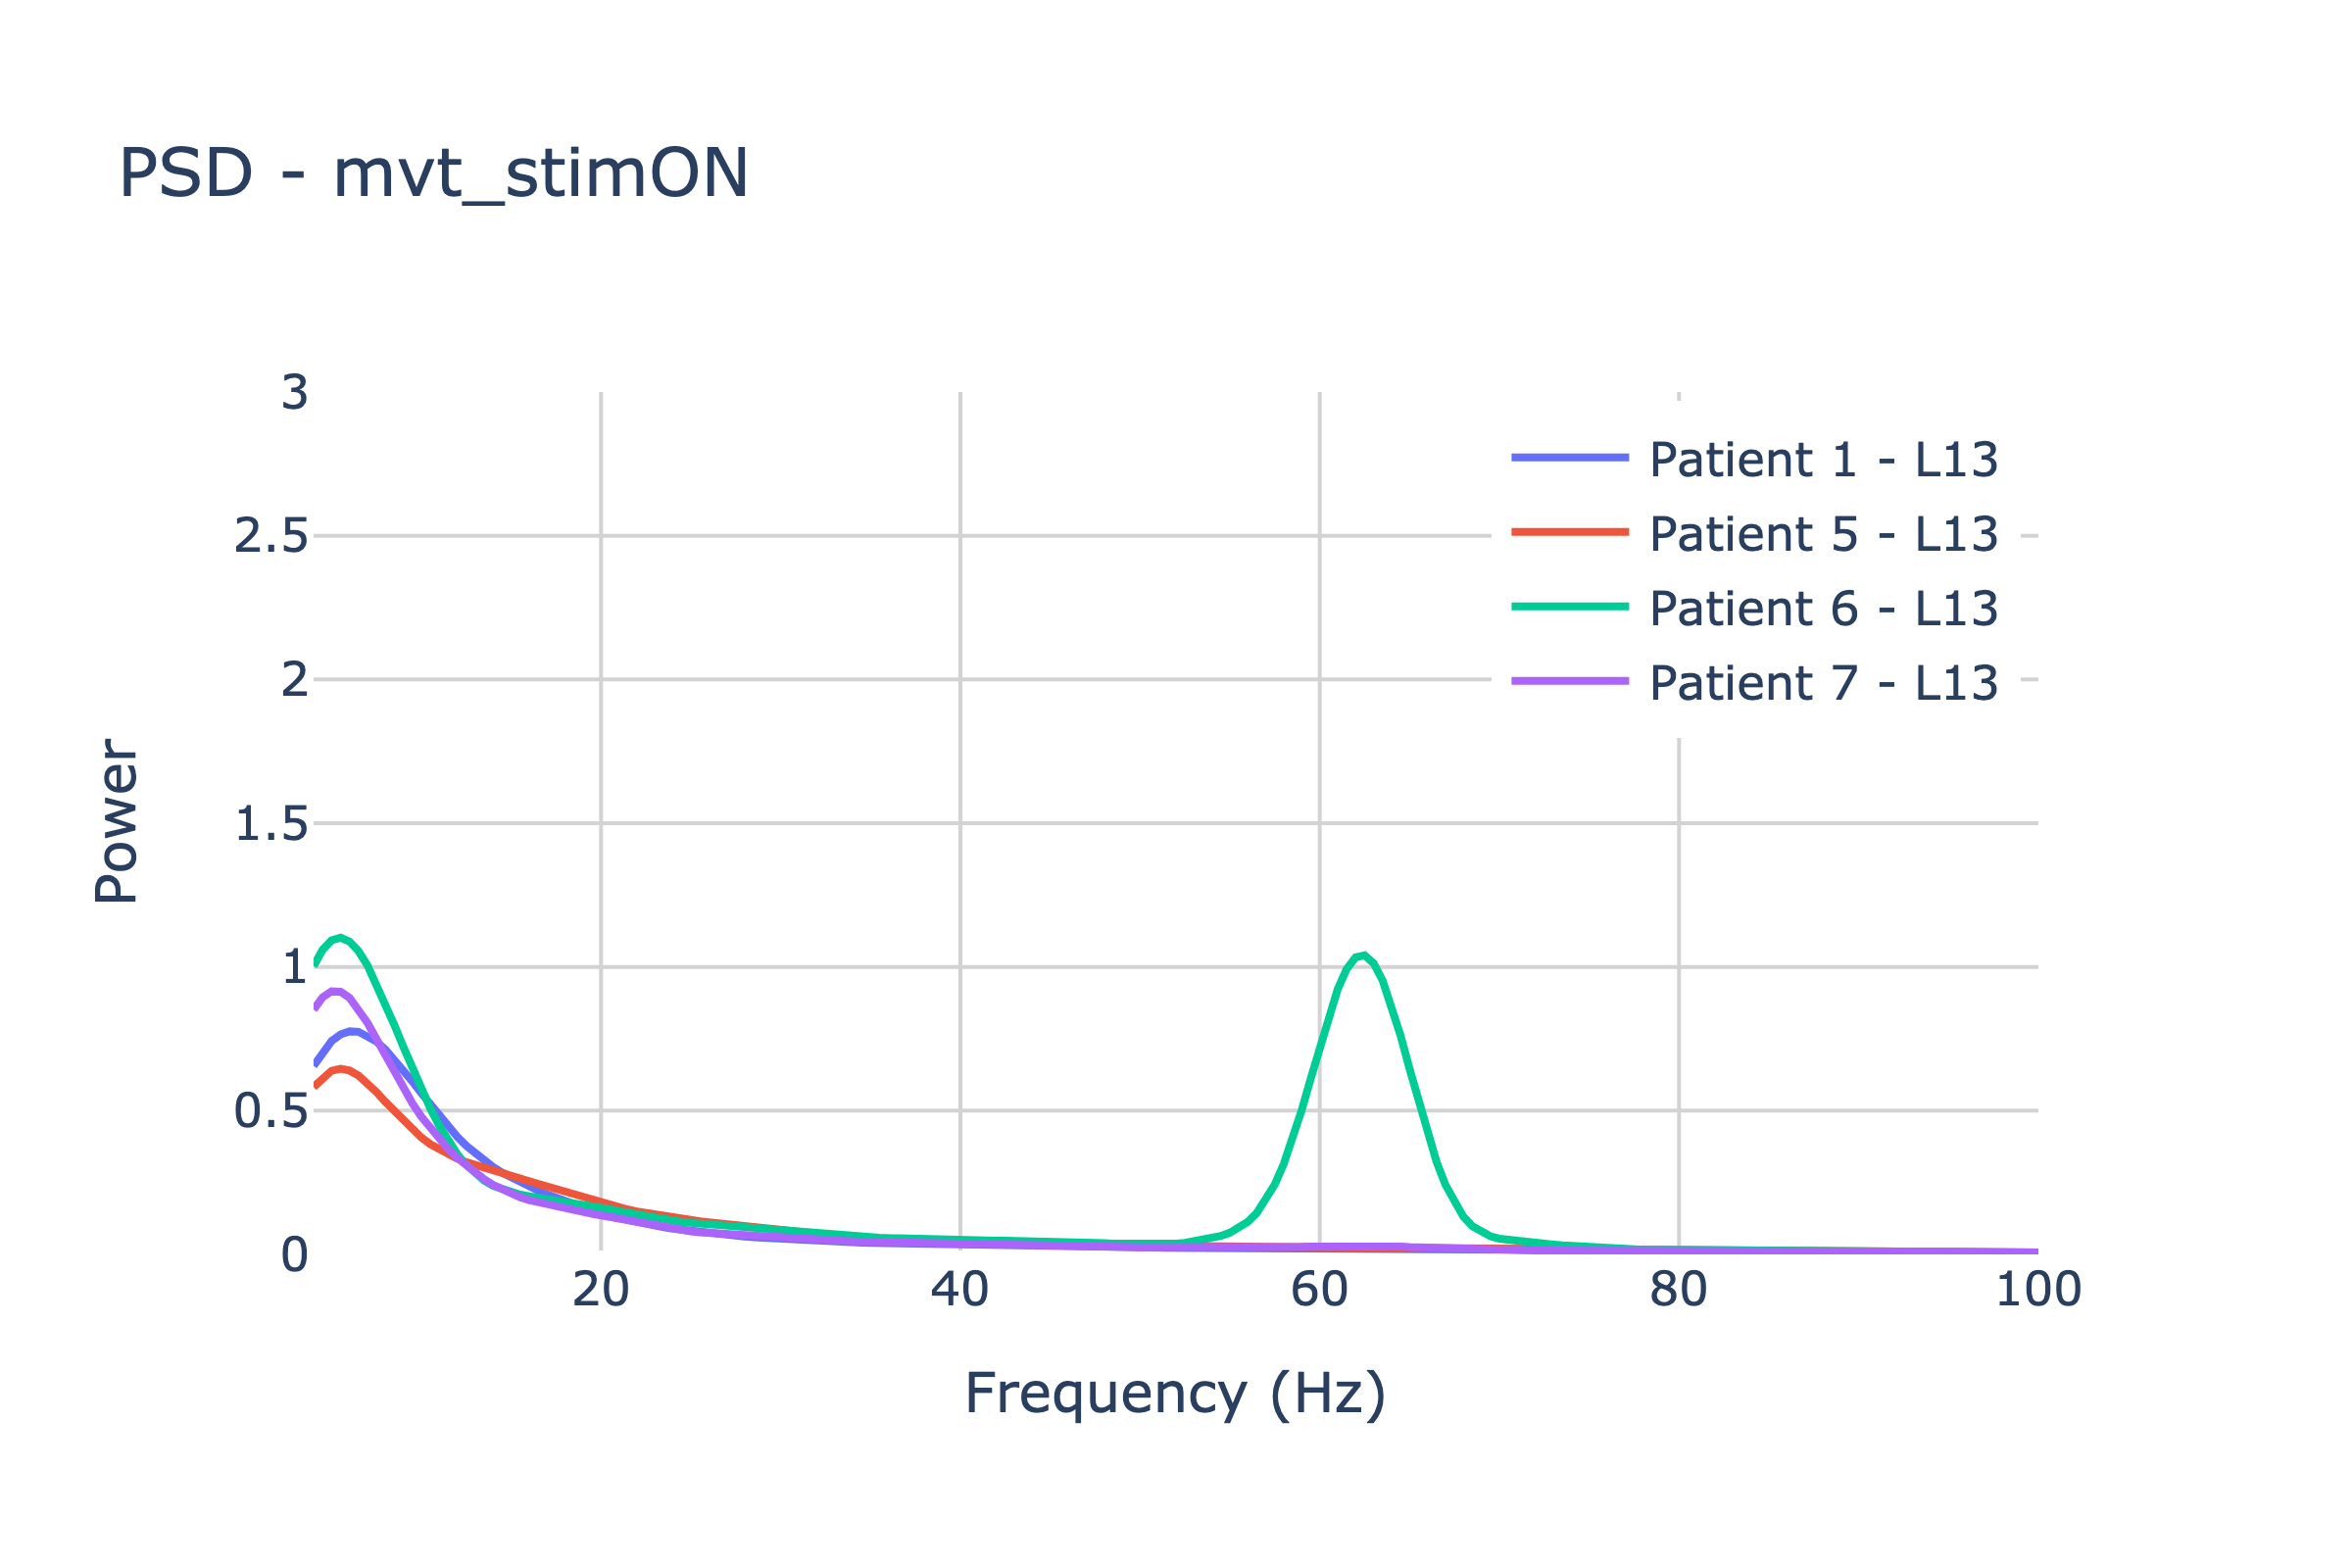 PSD - mvt_stimON
3
2.5
2
1.5
1
0.5
0
Power
Patient 1 - L13
Patient 5 - L13
Patient 6 - L13
Patient 7 - L13
20 40 60 80 100
Frequency (Hz)